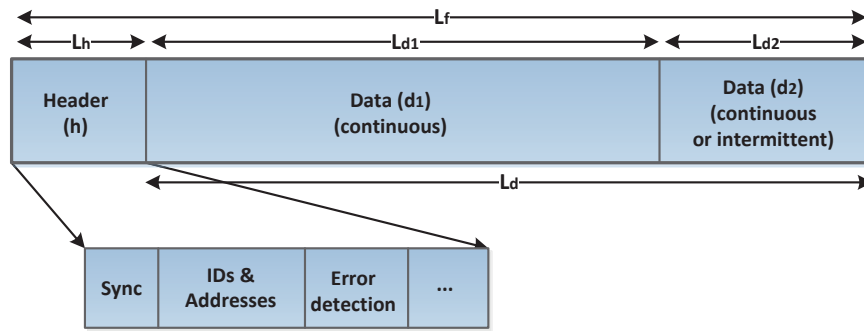 Lf
Lh Ld1 Ld2
Header Data (d1) Data (d2)
(h) (continuous) (continuous
or intermittent)
Ld
Sync IDs & Error ...
Addresses detection